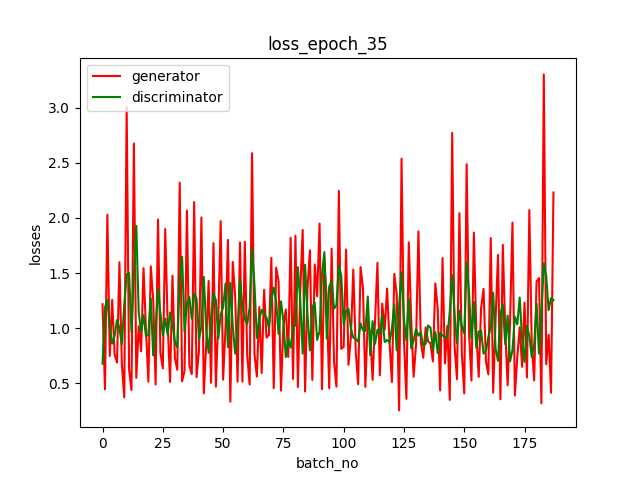 loss_epoch_35
generator
discriminator
3.0
2.5
2.0
1.5
1.0
0.5
losses
0 25 50 75 100 125 150 175
batch_no